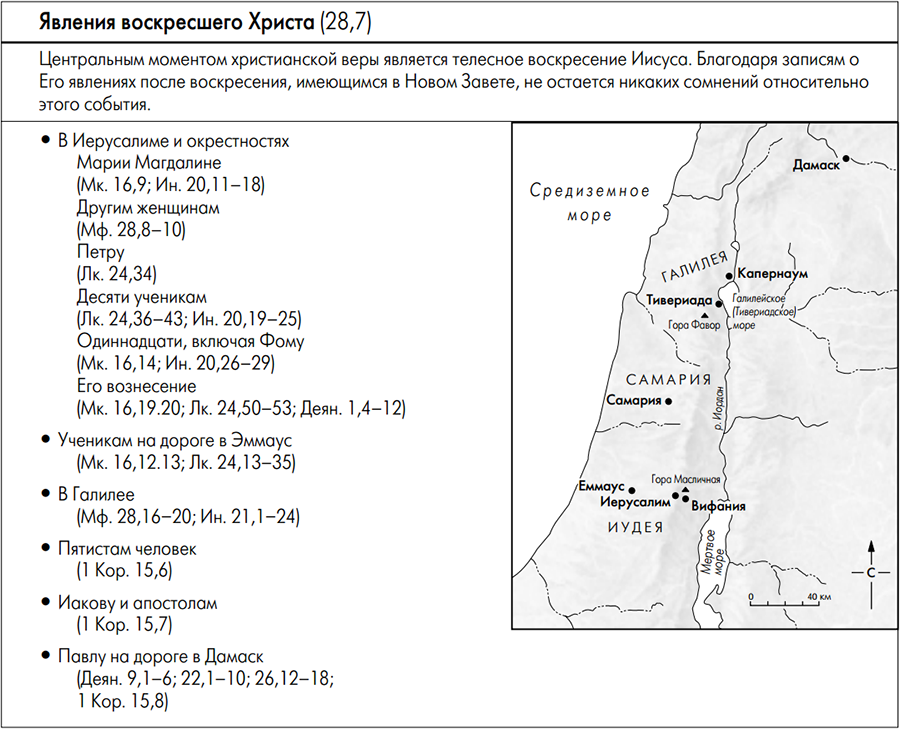 Явления воскресшего Христа (28,7)
Центральным моментом христианской веры является телесное воскресение Иисуса. Благодаря записям о
Его явлениях после воскресения, имеющимся в Новом Завете, не остается никаких сомнений относительно
этого события.
• В Иерусалиме и окрестностях
Марии Магдалине
(Мк. 16,9; Ин. 20,11–18)
Другим женщинам
(Мф. 28,8–10)
Петру
(Лк. 24,34)
Десяти ученикам
(Лк. 24,36–43; Ин. 20,19–25)
Одиннадцати, включая Фому
(Мк. 16,14; Ин. 20,26–29)
Его вознесение
(Мк. 16,19.20; Лк. 24,50–53; Деян. 1,4–12)
• Ученикам на дороге в Эммаус
(Мк. 16,12.13; Лк. 24,13–35)
• В Галилее
(Мф. 28,16–20; Ин. 21,1–24)
• Пятистам человек
(1 Кор. 15,6)
• Иакову и апостолам
(1 Кор. 15,7)
• Павлу на дороге в Дамаск
(Деян. 9,1–6; 22,1–10; 26,12–18;
1 Кор. 15,8)
Дамаск
Средиземное
море
ГАЛИЛЕЯ
Капернаум
Тивериада
Галилейское
(Тивериадское)
море
Гора Фавор
САМАРИЯ
Самария
р. Иордан
Гора Масличная
Еммаус
Иерусалим
Вифания
ИУДЕЯ
Мертвое
море
С
0 40 км